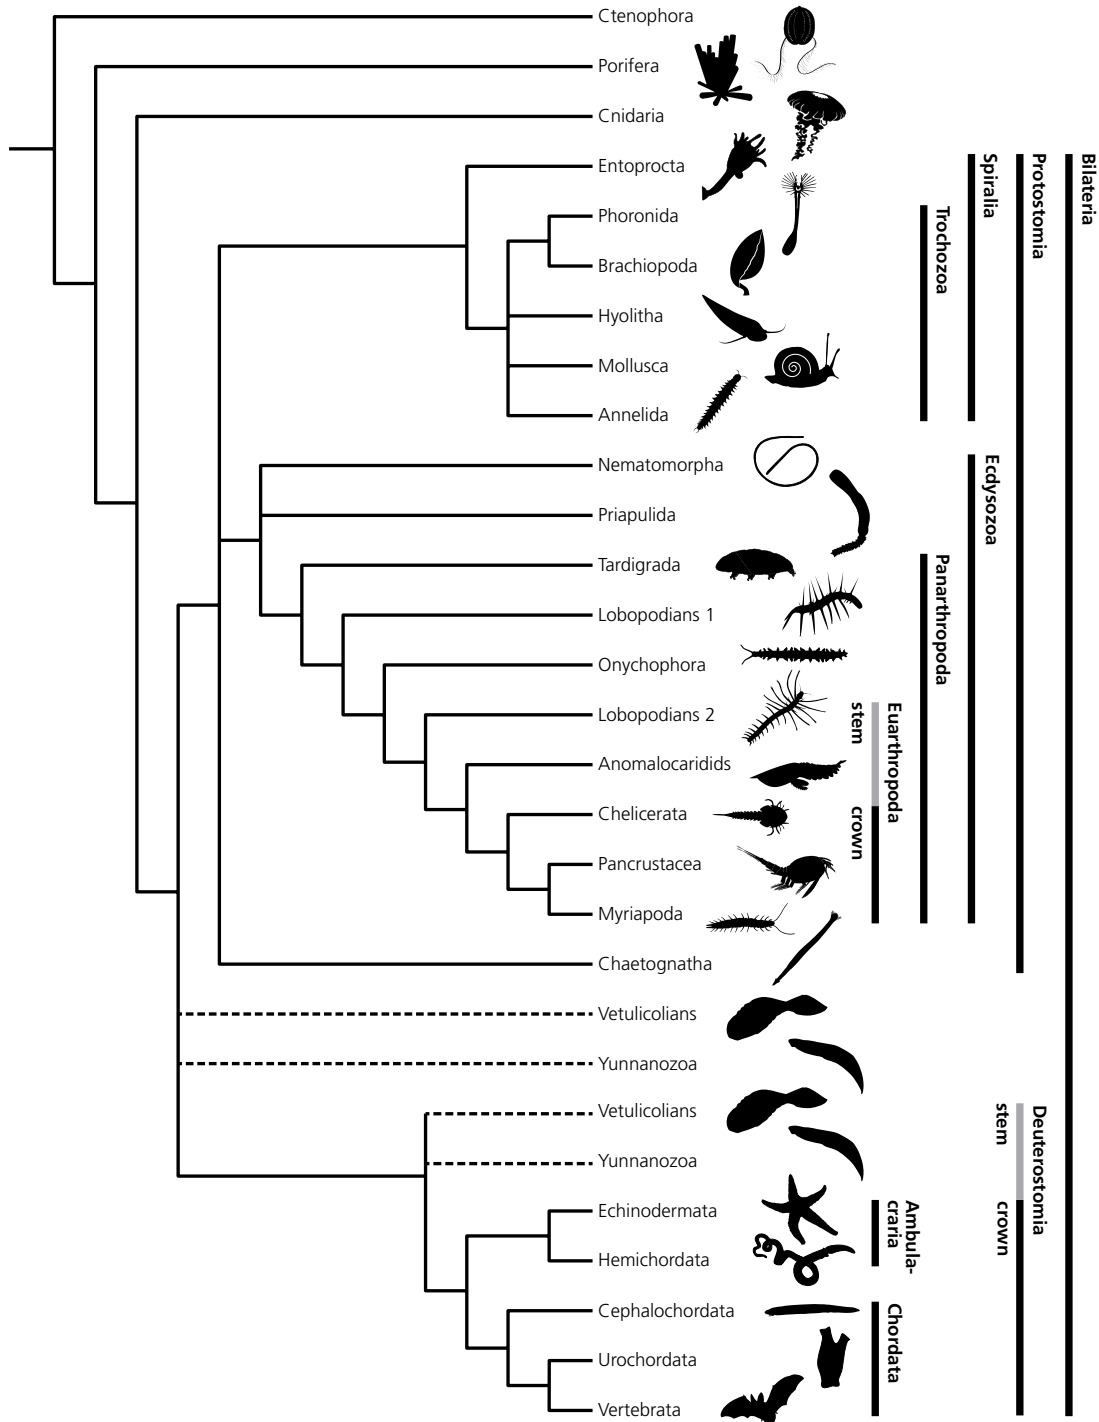 Ctenophora
Porifera
Cnidaria
Entoprocta
Phoronida
Brachiopoda
Hyolitha
Mollusca
Annelida
Nematomorpha
Priapulida
Tardigrada
Lobopodians 1
Onychophora
Lobopodians 2
Anomalocaridids
Chelicerata
Pancrustacea
Myriapoda
Chaetognatha
Vetulicolians
Yunnanozoa
Vetulicolians
Yunnanozoa
Echinodermata
Hemichordata
Cephalochordata
Urochordata
Vertebrata
Trochozoa
Spiralia
Protostomia
Bilateria
Ecdysozoa
Panarthropoda
Euarthropoda
stem
crown
Deuterostomia
stem
crown
Ambula-
craria
Chordata